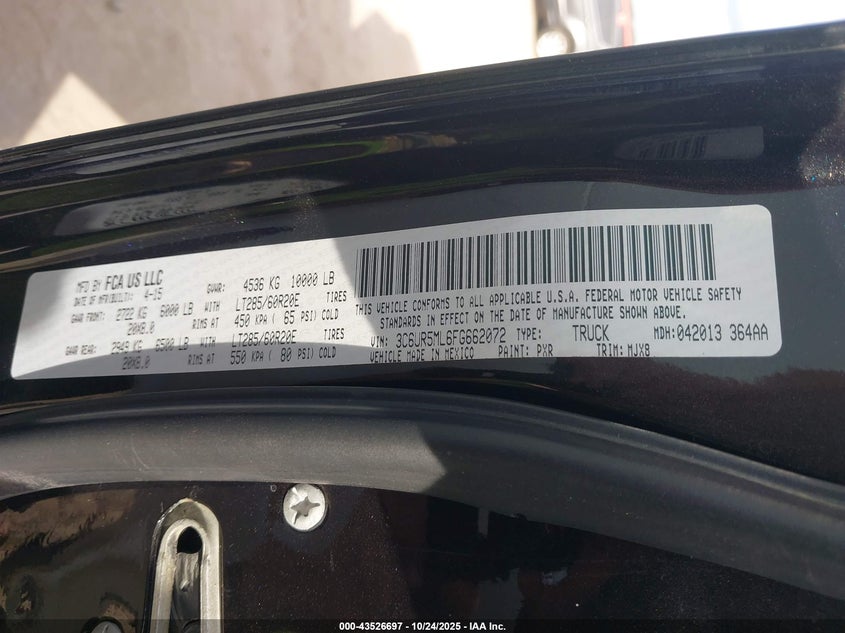 MFD BY FCA US LLC
DATE OF MFR(BUILT): 4-15
GVWR: 4536 KG 10000 LB
GAWR FRONT: 2722 KG 6000 LB WITH LT285/60R20E TIRES
20X8.0 RIMS AT 450 KPA ( 65 PSI) COLD
GAWR REAR: 2949 KG 6500 LB WITH LT285/60R20E TIRES
20X8.0 RIMS AT 550 KPA ( 80 PSI) COLD
THIS VEHICLE CONFORMS TO ALL APPLICABLE U.S.A. FEDERAL MOTOR VEHICLE SAFETY
STANDARDS IN EFFECT ON THE DATE OF MANUFACTURE SHOWN ABOVE.
VIN: 3C6UR5ML6FG662072 TYPE: TRUCK MDH: 042013 364AA
VEHICLE MADE IN MEXICO PAINT: PXR TRIM: MJX8
000-43526697 - 10/24/2025 - IAA Inc.